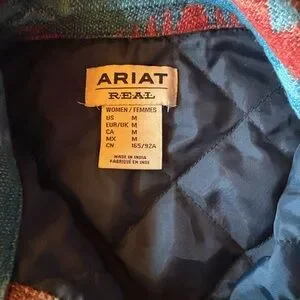 ARIAT
REAL
WOMEN / FEMMES
US M
EUR/UK M
CA M
MX M
CN 165/92A
MADE IN INDIA
FABRIQUÉ EN INDE